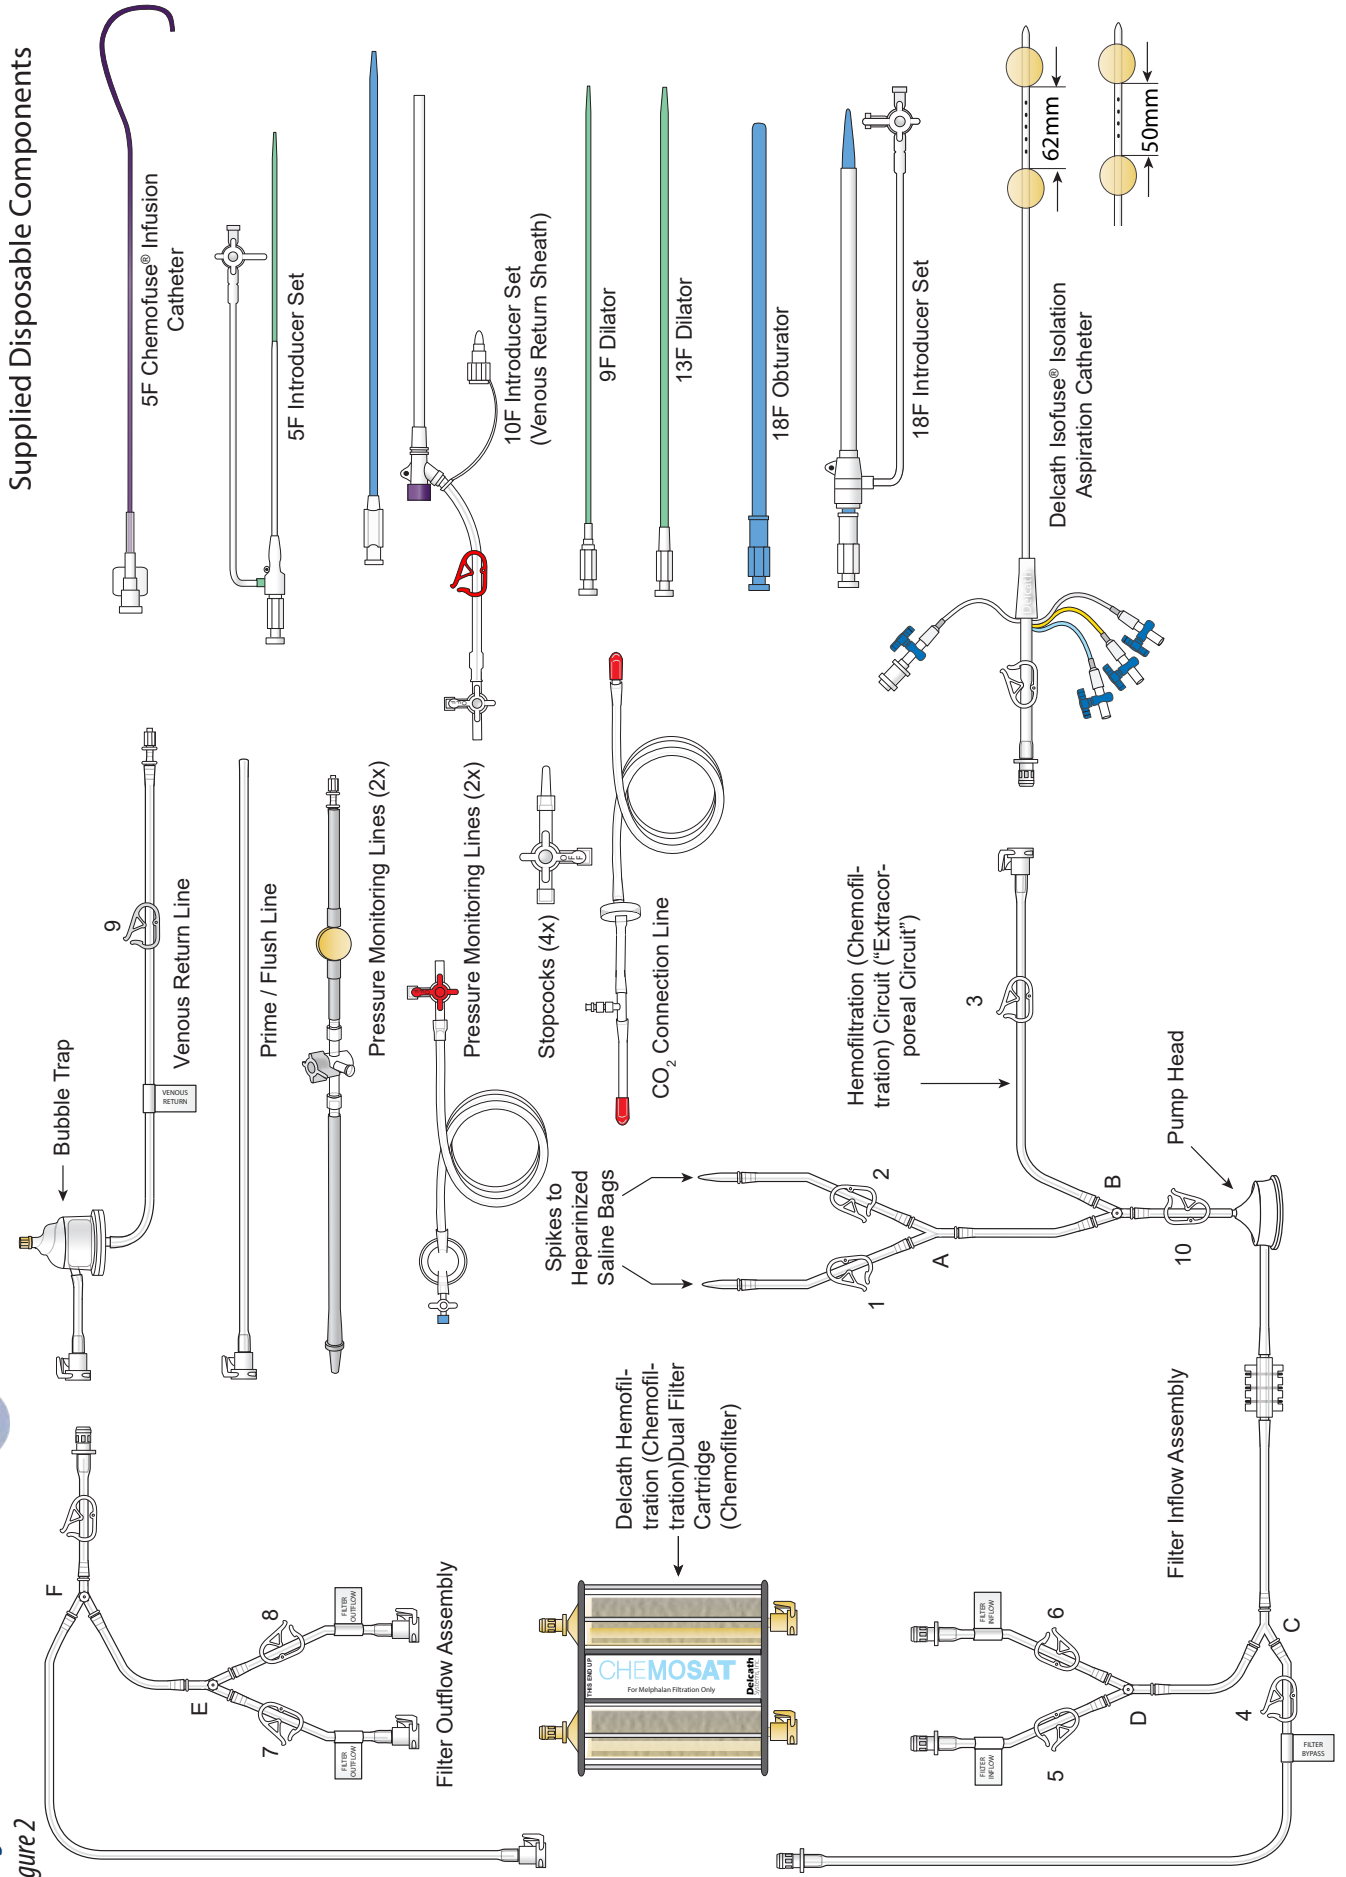 gure 2
Supplied Disposable Components
F
E
7
8
FILTER
OUTFLOW
FILTER
OUTFLOW
Filter Outflow Assembly
Bubble Trap
VENOUS
RETURN
9
Venous Return Line
Prime / Flush Line
Pressure Monitoring Lines (2x)
Pressure Monitoring Lines (2x)
OFF
Stopcocks (4x)
CO2 Connection Line
5F Chemofuse® Infusion
Catheter
5F Introducer Set
10F Introducer Set
(Venous Return Sheath)
9F Dilator
13F Dilator
18F Obturator
18F Introducer Set
Delcath
Delcath Isofuse® Isolation
Aspiration Catheter
62mm
50mm
THIS END UP
CHEMOSAT
For Melphalan Filtration Only
Delcath
Systems, Inc.
Delcath Hemofil-
tration (Chemofil-
tration)Dual Filter
Cartridge
(Chemofilter)
Spikes to
Heparinized
Saline Bags
1
2
A
B
3
10
Hemofiltration (Chemofil-
tration) Circuit (“Extracor-
poreal Circuit”)
Pump Head
Filter Inflow Assembly
FILTER
INFLOW
FILTER
INFLOW
5
6
D
C
4
FILTER
BYPASS